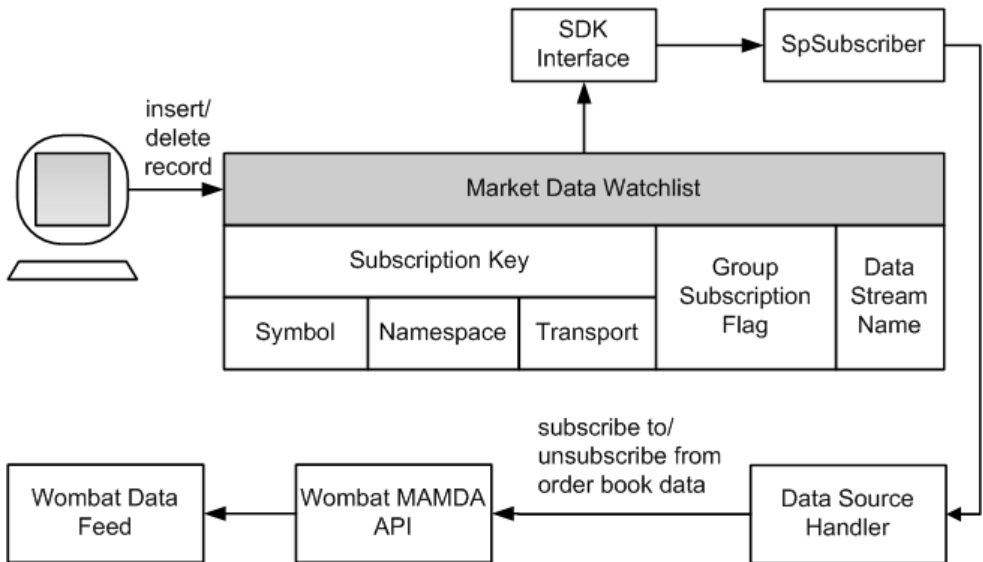 SDK
Interface
SpSubscriber
insert/
delete
record
Market Data Watchlist
Subscription Key
Group
Subscription
Flag
Data
Stream
Name
Symbol
Namespace
Transport
subscribe to/
unsubscribe from
order book data
Wombat Data
Feed
Wombat MAMDA
API
Data Source
Handler